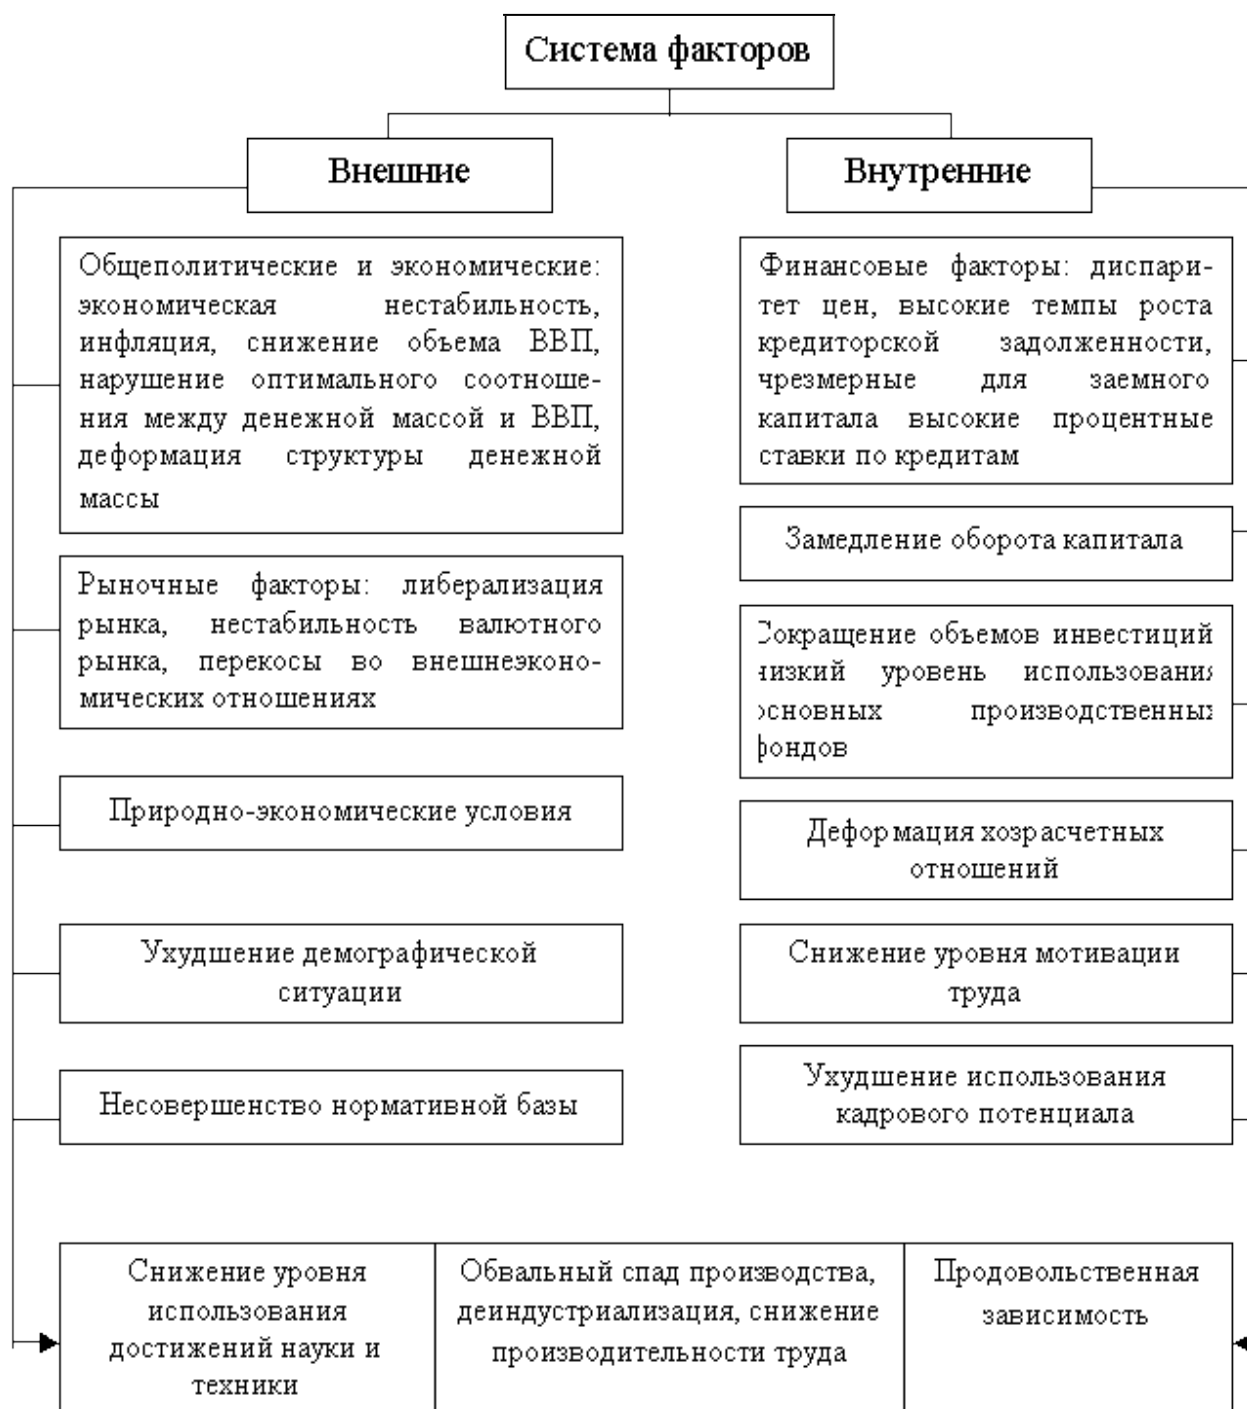 Система факторов
Внешние
Внутренние
Общеполитические и экономические:
экономическая нестабильность,
инфляция, снижение объема ВВП,
нарушение оптимального соотноше-
ния между денежной массой и ВВП,
деформация структуры денежной
массы
Рыночные факторы: либерализация
рынка, нестабильность валютного
рынка, перекосы во внешнеэконо-
мических отношениях
Природно-экономические условия
Ухудшение демографической
ситуации
Несовершенство нормативной базы
Финансовые факторы: диспари-
тет цен, высокие темпы роста
кредиторской задолженности,
чрезмерные для заемного
капитала высокие процентные
ставки по кредитам
Замедление оборота капитала
Сокращение объемов инвестиций
низкий уровень использования
основных производственных
фондов
Деформация хозрасчетных
отношений
Снижение уровня мотивации
труда
Ухудшение использования
кадрового потенциала
Снижение уровня
использования
достижений науки и
техники
Обвальный спад производства,
деиндустриализация, снижение
производительности труда
Продовольственная
зависимость